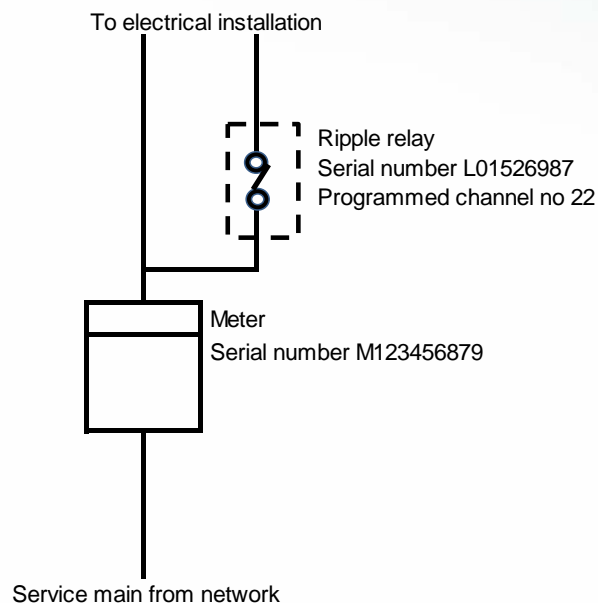 To electrical installation
Ripple relay
Serial number L01526987
Programmed channel no 22
Meter
Serial number M123456879
Service main from network